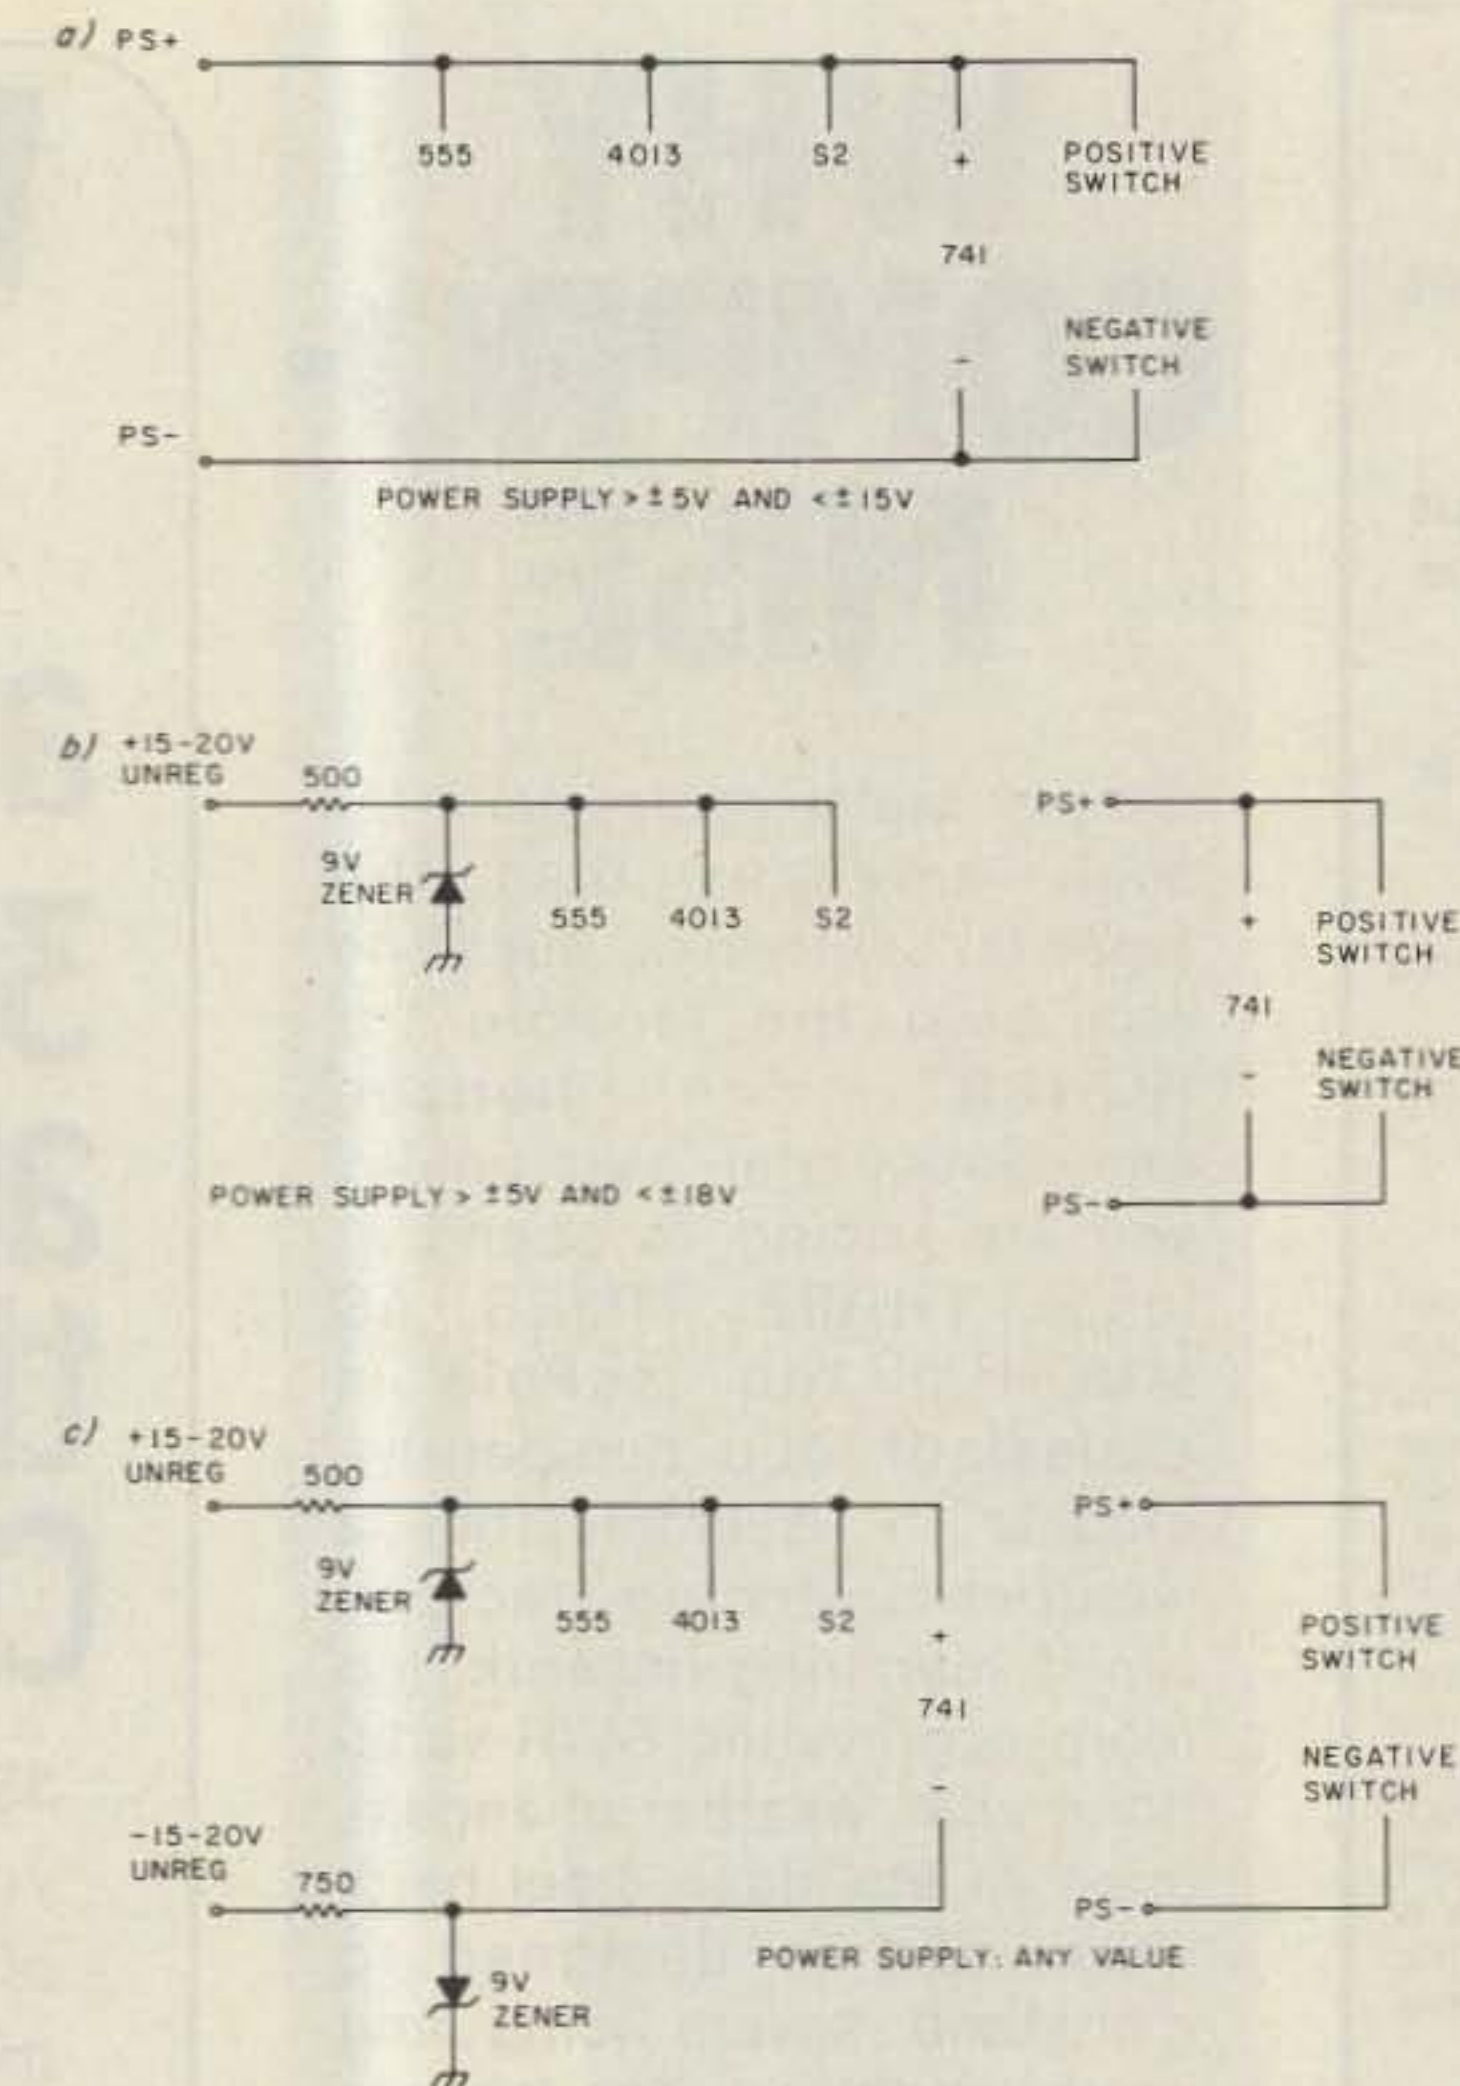 a) PS+
555 4013 S2 + POSITIVE
SWITCH
741
NEGATIVE
- SWITCH
PS-
POWER SUPPLY > ±5V AND < ±15V
b) +15-20V
UNREG 500
PS+
9V
ZENER
555 4013 S2
+ POSITIVE
SWITCH
741
- NEGATIVE
SWITCH
POWER SUPPLY > ±5V AND < ±18V
PS-
c) +15-20V
UNREG 500
PS+
9V
ZENER
555 4013 S2 +
POSITIVE
SWITCH
741
NEGATIVE
- SWITCH
-15-20V
UNREG 750
PS-
POWER SUPPLY: ANY VALUE
9V
ZENER